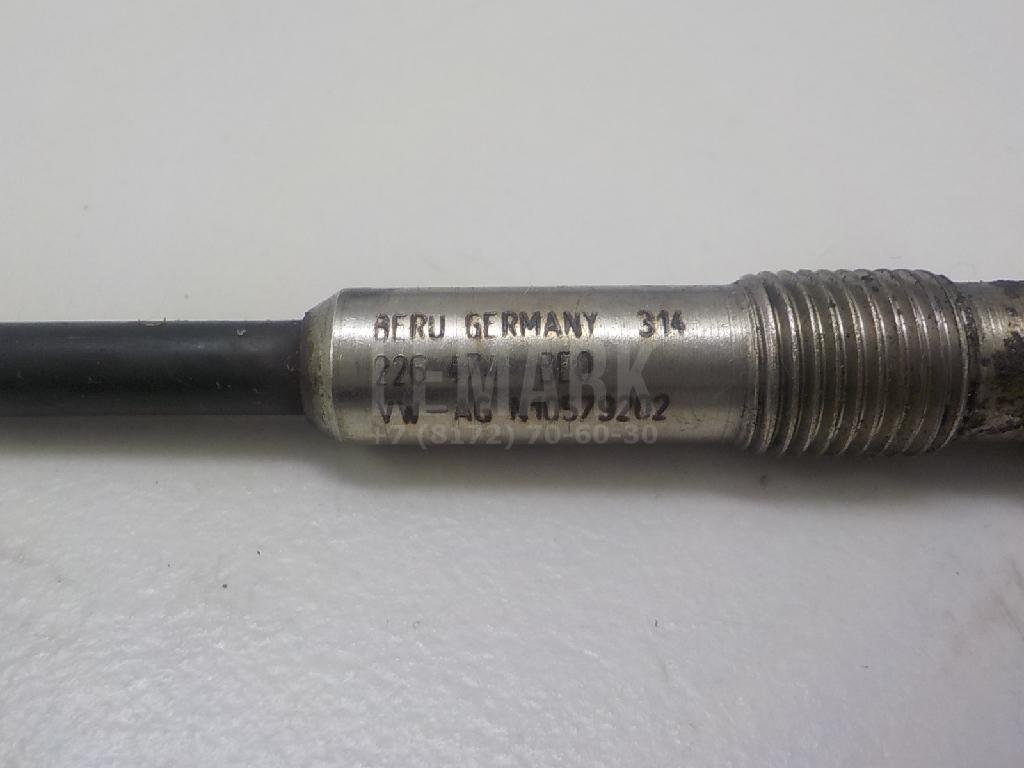 BERU GERMANY 314
226
REMARK
VW-AG N10579202
+7 (8172) 70-60-30